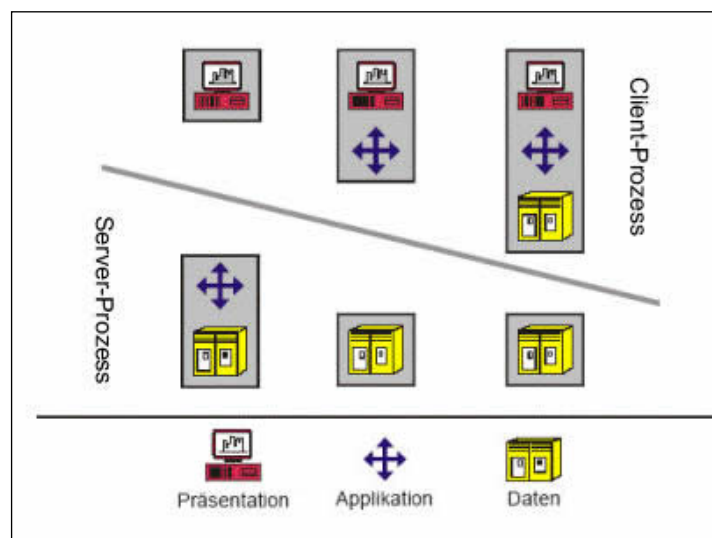 Client-Prozess
Server-Prozess
Präsentation
Applikation
Daten